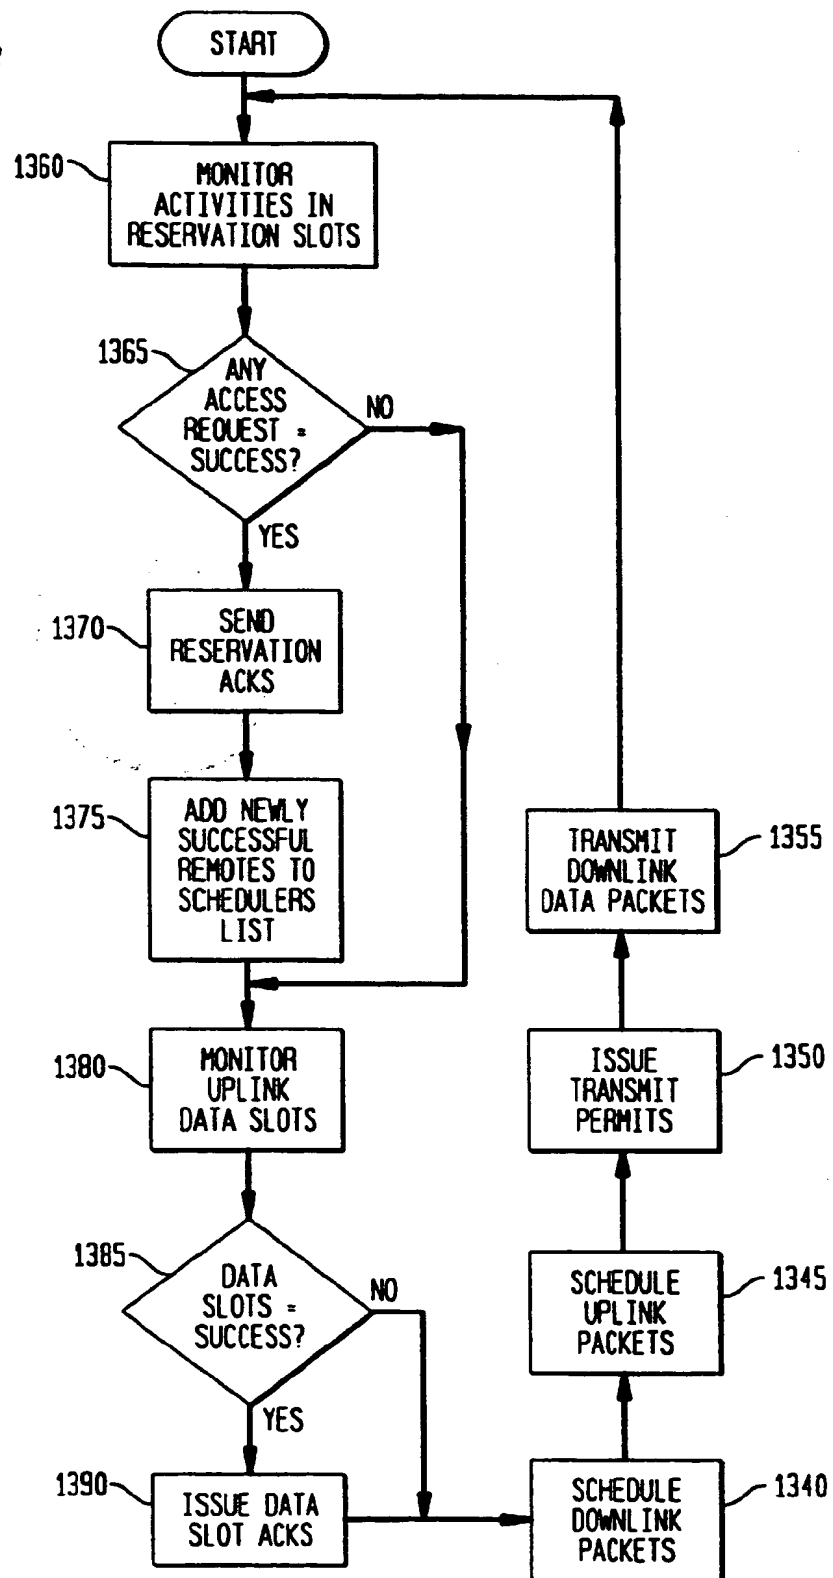 START
1360
MONITOR
ACTIVITIES IN
RESERVATION SLOTS
1365
ANY
ACCESS
REQUEST =
SUCCESS?
NO
YES
1370
SEND
RESERVATION
ACKS
1375
ADD NEWLY
SUCCESSFUL
REMOTES TO
SCHEDULERS
LIST
1380
MONITOR
UPLINK
DATA SLOTS
1385
DATA
SLOTS =
SUCCESS?
NO
YES
1390
ISSUE DATA
SLOT ACKS
SCHEDULE
DOWNLINK
PACKETS
1340
SCHEDULE
UPLINK
PACKETS
1345
ISSUE
TRANSMIT
PERMITS
1350
TRANSMIT
DOWNLINK
DATA PACKETS
1355